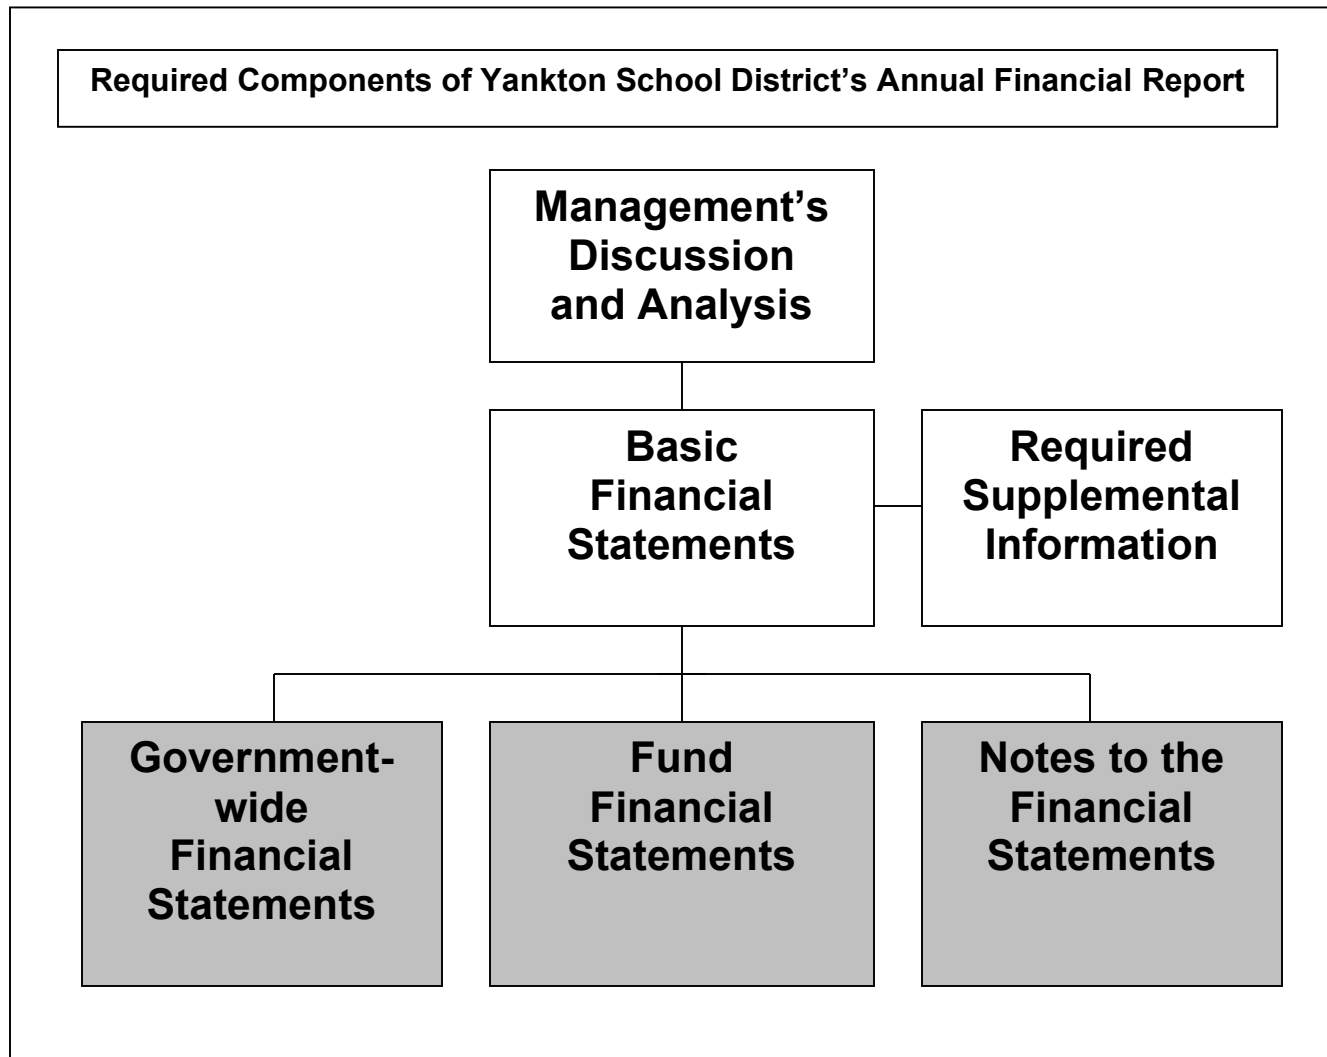 Required Components of Yankton School District’s Annual Financial Report
Management’s
Discussion
and Analysis
Basic
Financial
Statements
Required
Supplemental
Information
Government-
wide
Financial
Statements
Fund
Financial
Statements
Notes to the
Financial
Statements